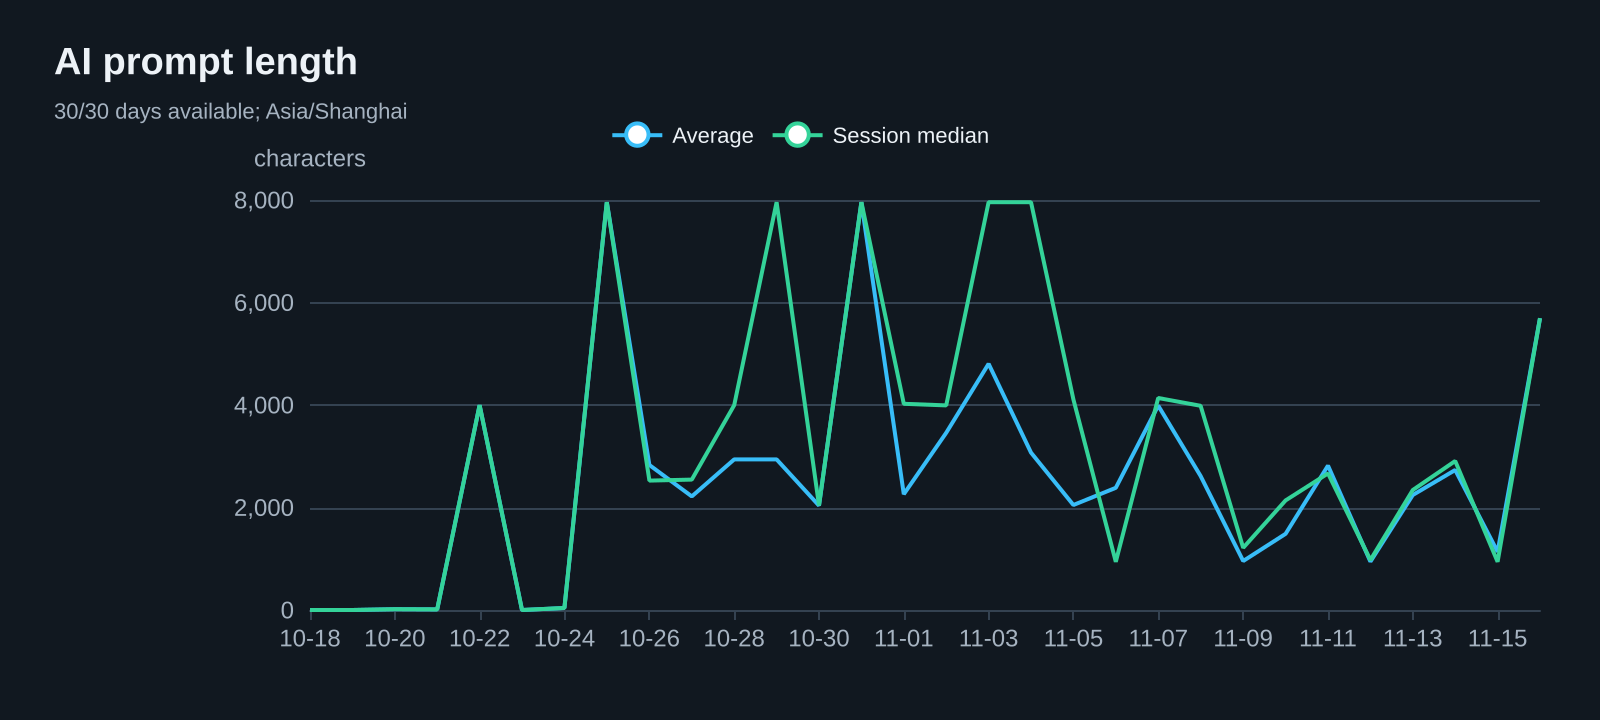 AI prompt length
30/30 days available; Asia/Shanghai
Average Session median
characters
8,000
6,000
4,000
2,000
0
10-18 10-20 10-22 10-24 10-26 10-28 10-30 11-01 11-03 11-05 11-07 11-09 11-11 11-13 11-15